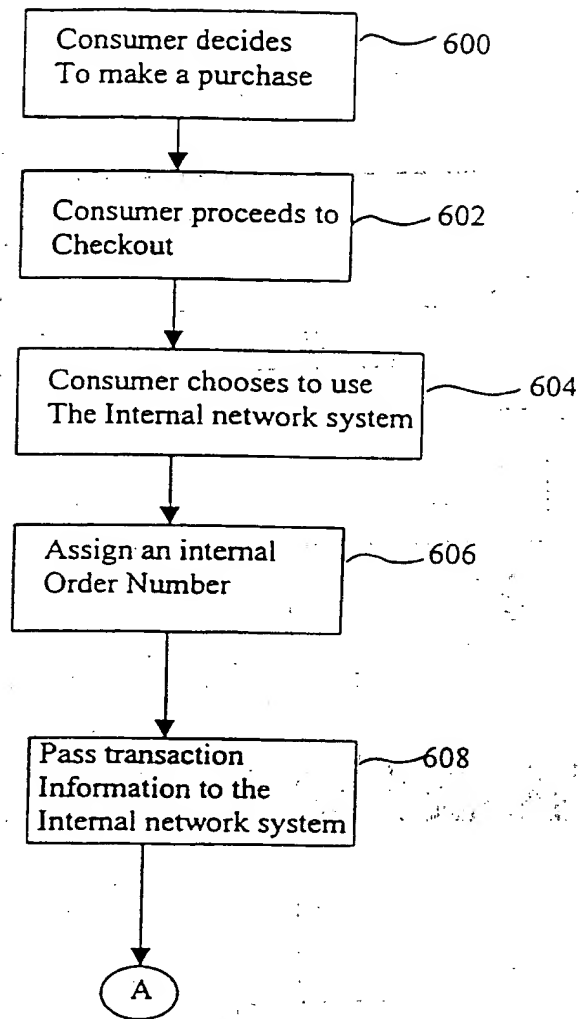 Consumer decides
To make a purchase
600
Consumer proceeds to
Checkout
602
Consumer chooses to use
The Internal network system
604
Assign an internal
Order Number
606
Pass transaction
Information to the
Internal network system
608
A